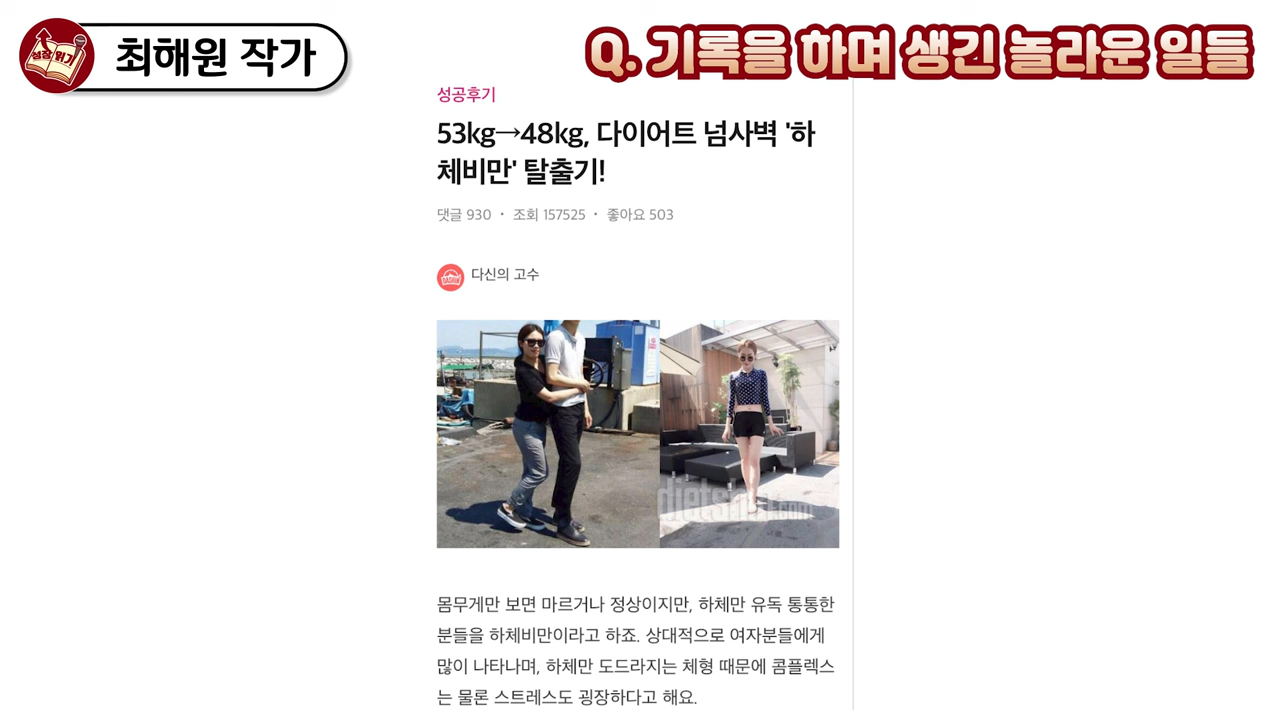 성장 읽기
최해원 작가
Q. 기록을 하며 생긴 놀라운 일들
성공후기
53kg→48kg, 다이어트 넘사벽 '하
체비만' 탈출기!
댓글 930 · 조회 157525 · 좋아요 503
다신의 고수
몸무게만 보면 마르거나 정상이지만, 하체만 유독 통통한
분들을 하체비만이라고 하죠. 상대적으로 여자분들에게
많이 나타나며, 하체만 도드라지는 체형 때문에 콤플렉스
는 물론 스트레스도 굉장하다고 해요.